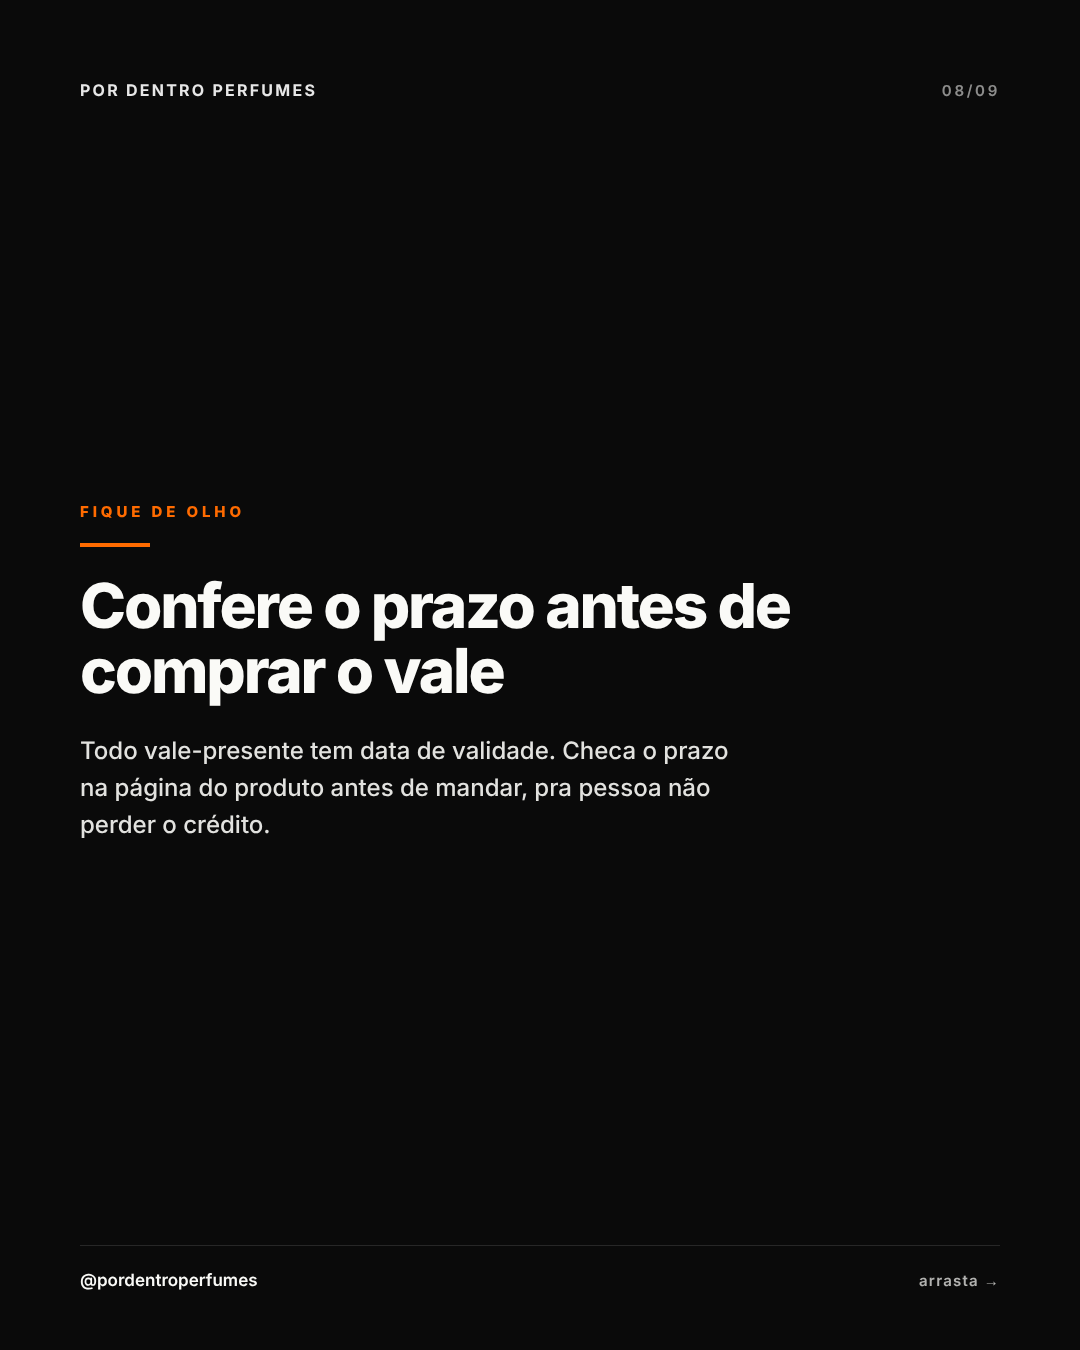 POR DENTRO PERFUMES
08/09
FIQUE DE OLHO
Confere o prazo antes de
comprar o vale
Todo vale-presente tem data de validade. Checa o prazo
na página do produto antes de mandar, pra pessoa não
perder o crédito.
@pordentroperfumes
arrasta →